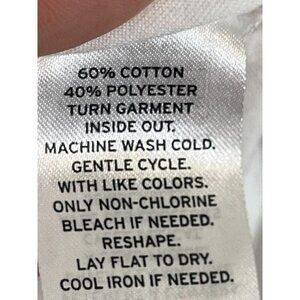 60% COTTON
40% POLYESTER
TURN GARMENT
INSIDE OUT.
MACHINE WASH COLD.
GENTLE CYCLE.
WITH LIKE COLORS.
ONLY NON-CHLORINE
BLEACH IF NEEDED.
RESHAPE.
LAY FLAT TO DRY.
COOL IRON IF NEEDED.